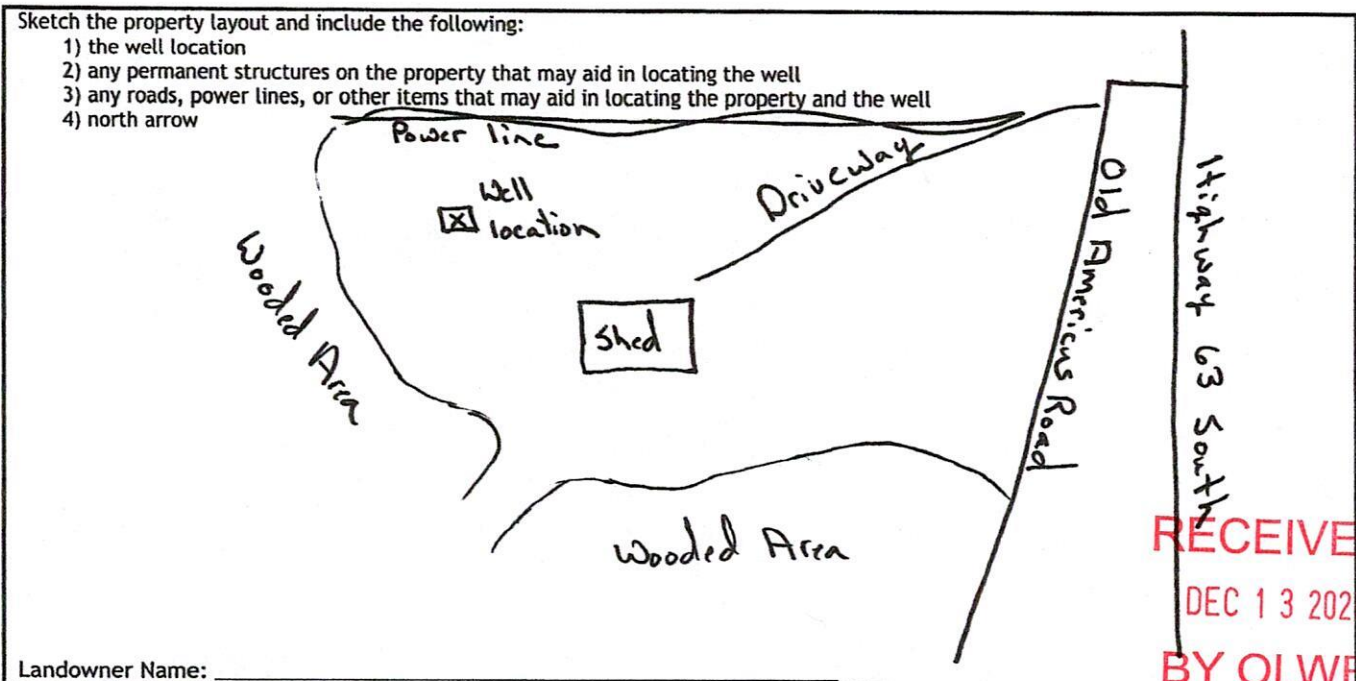 Sketch the property layout and include the following:
1) the well location
2) any permanent structures on the property that may aid in locating the well
3) any roads, power lines, or other items that may aid in locating the property and the well
4) north arrow
Power line
Well
location
Driveway
Old Americus Road
Highway 63 South
Wooded Area
Shed
Wooded Area
RECEIVE
DEC 13 202
BY OLWR
Landowner Name: